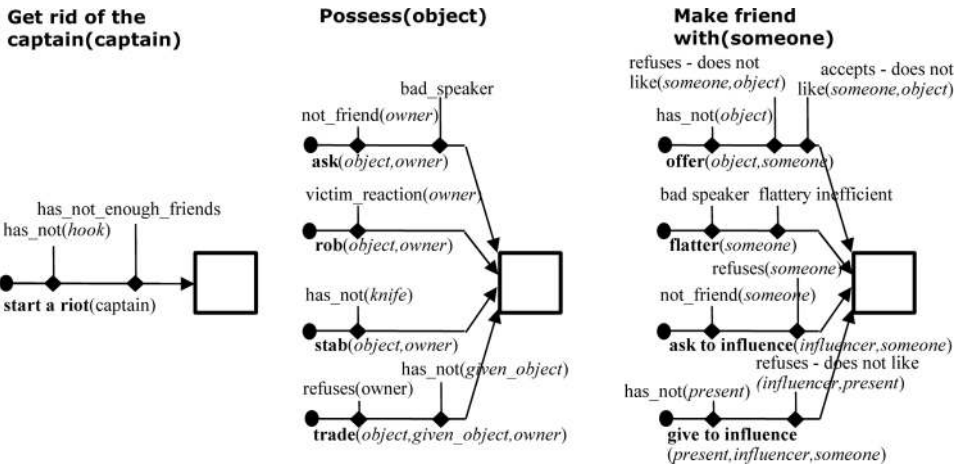 Get rid of the
captain(captain)
has_not_enough_friends
has_not(hook)
start a riot(captain)
Possess(object)
bad_speaker
not_friend(owner)
ask(object,owner)
victim_reaction(owner)
rob(object,owner)
has_not(knife)
stab(object,owner)
has_not(given_object)
refuses(owner)
trade(object,given_object,owner)
Make friend
with(someone)
refuses - does not
like(someone,object)
accepts - does not
like(someone,object)
has_not(object)
offer(object,someone)
bad speaker
flattery inefficient
flatter(someone)
refuses(someone)
not_friend(someone)
ask to influence(influencer,someone)
refuses - does not like
(influencer,present)
has_not(present)
give to influence
(present,influencer,someone)